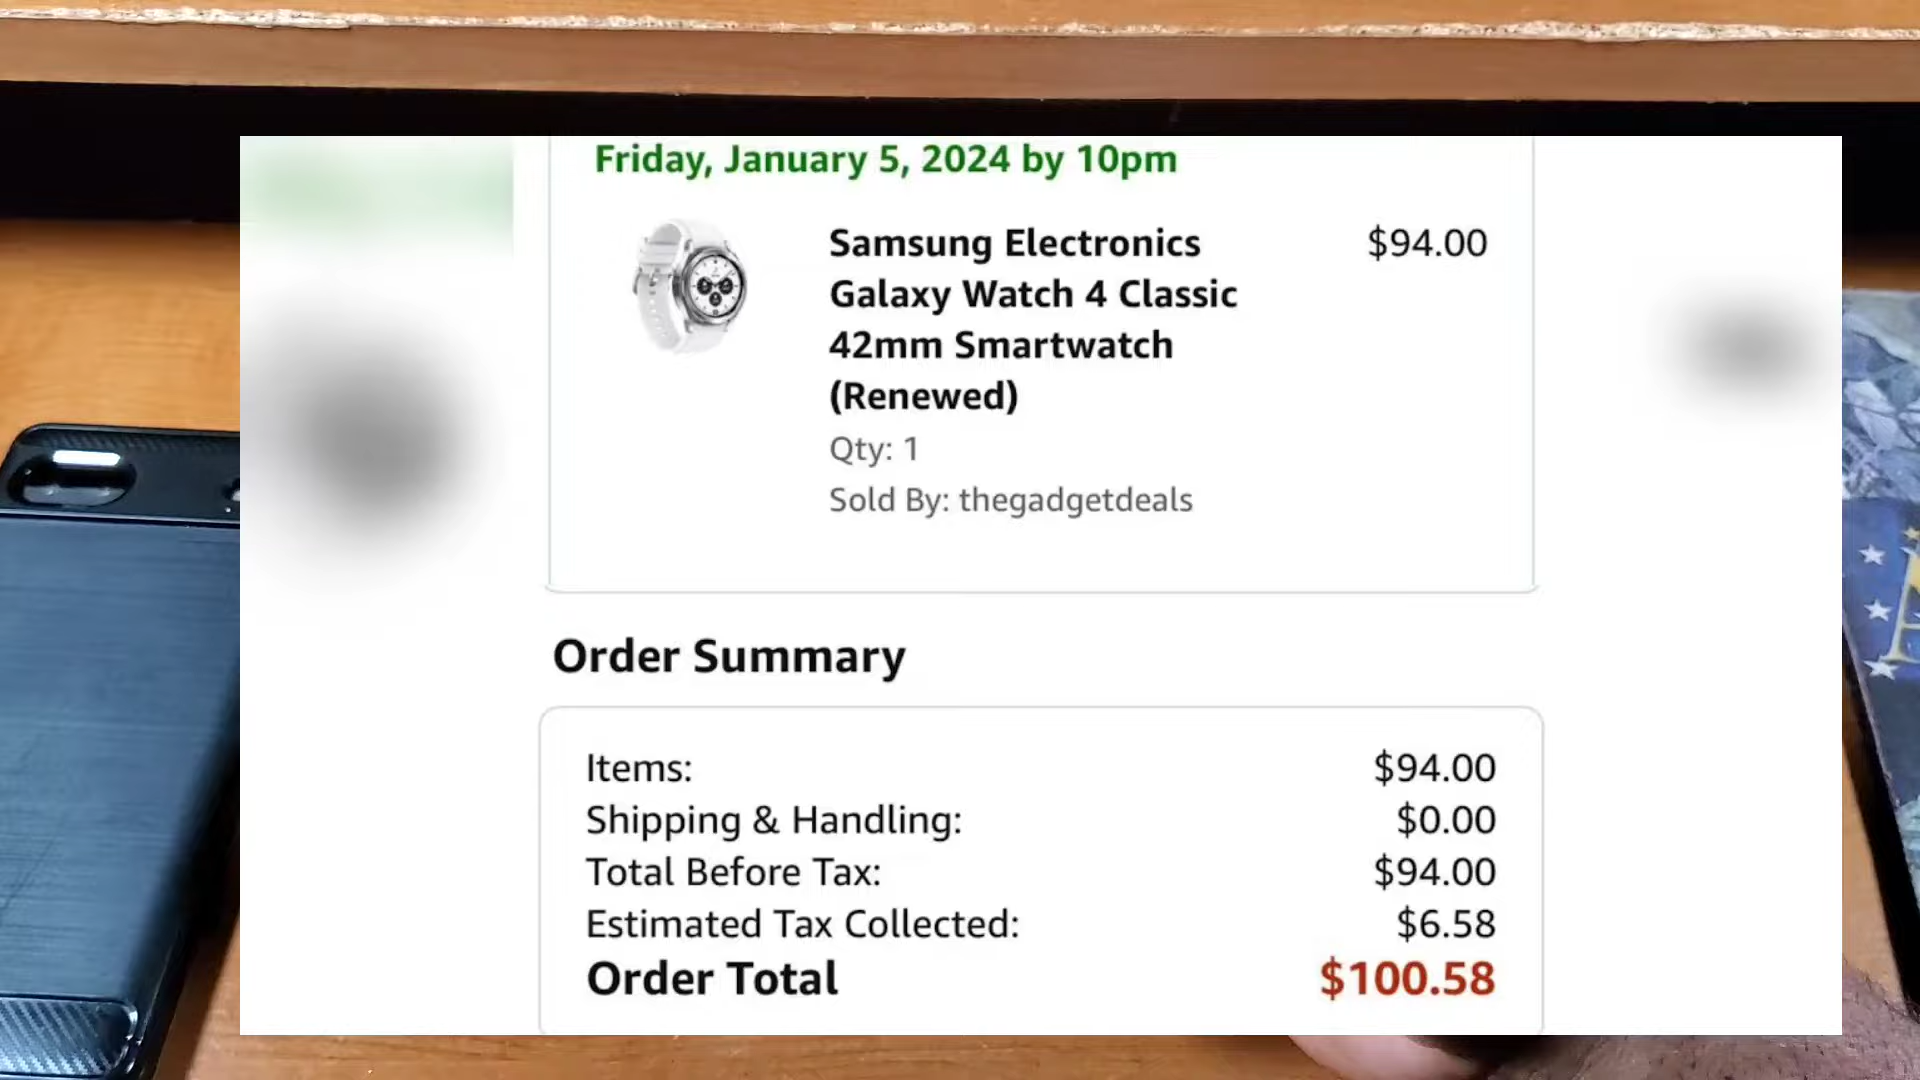 Friday, January 5, 2024 by 10pm
Samsung Electronics $94.00
Galaxy Watch 4 Classic
42mm Smartwatch
(Renewed)
Qty: 1
Sold By: thegadgetdeals
Order Summary
Items: $94.00
Shipping & Handling: $0.00
Total Before Tax: $94.00
Estimated Tax Collected: $6.58
Order Total $100.58